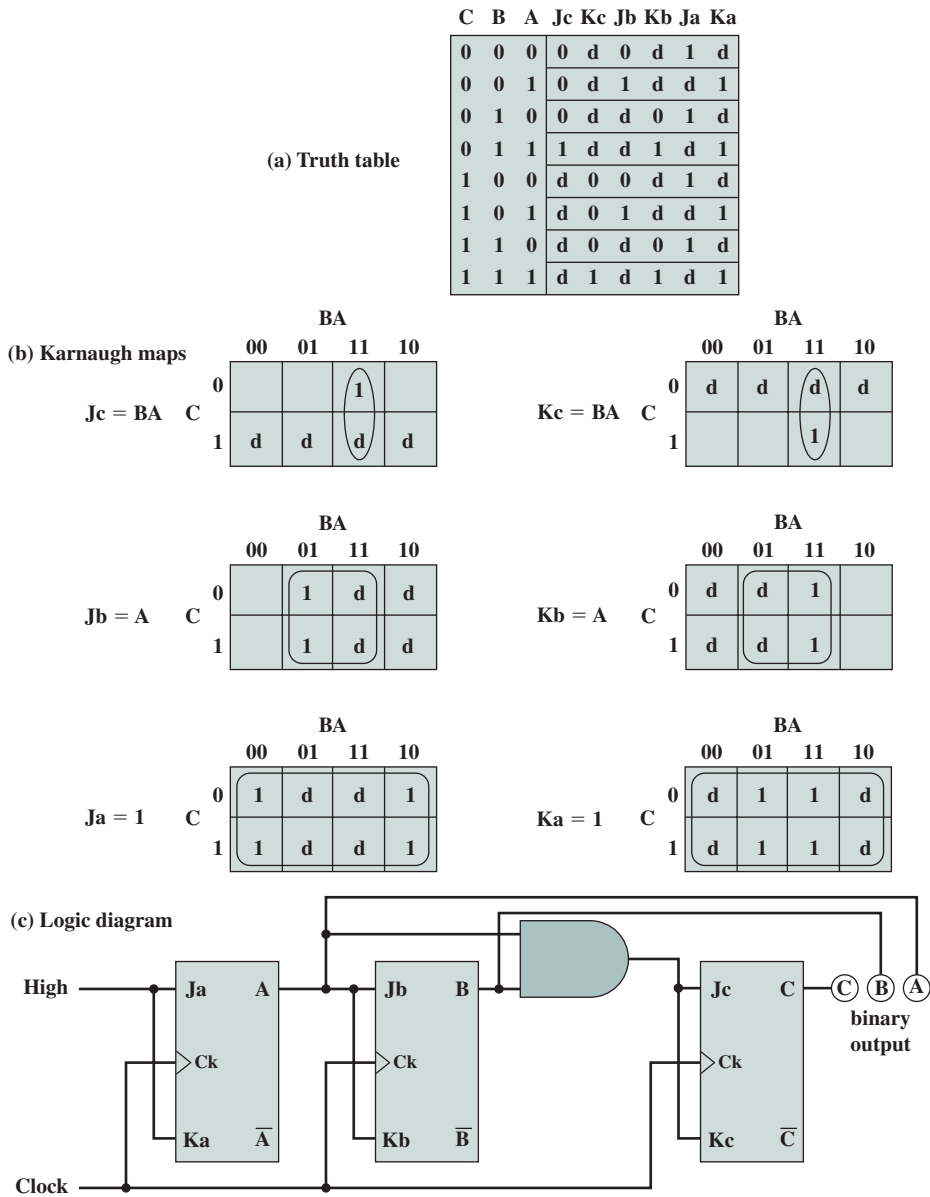 C B A Jc Kc Jb Kb Ja Ka
0 0 0 0 d 0 d 1 d
0 0 1 0 d 1 d d 1
0 1 0 0 d d 0 1 d
0 1 1 1 d d 1 d 1
(a) Truth table
1 0 0 d 0 0 d 1 d
1 0 1 d 0 1 d d 1
1 1 0 d 0 d 0 1 d
1 1 1 d 1 d 1 d 1
(b) Karnaugh maps
BA
00 01 11 10
0 1
Jc = BA C
1 d d d d
BA
00 01 11 10
0 d d d d
Kc = BA C
1 1
BA
00 01 11 10
0 1 d d
Jb = A C
1 1 d d
BA
00 01 11 10
0 d d 1
Kb = A C
1 d d 1
BA
00 01 11 10
0 1 d d 1
Ja = 1 C
1 1 d d 1
BA
00 01 11 10
0 d 1 1 d
Ka = 1 C
1 d 1 1 d
(c) Logic diagram
High Ja A Jb B Jc C C B A
binary
output
Ck Ck Ck
Ka A̅ Kb B̅ Kc C̅
Clock